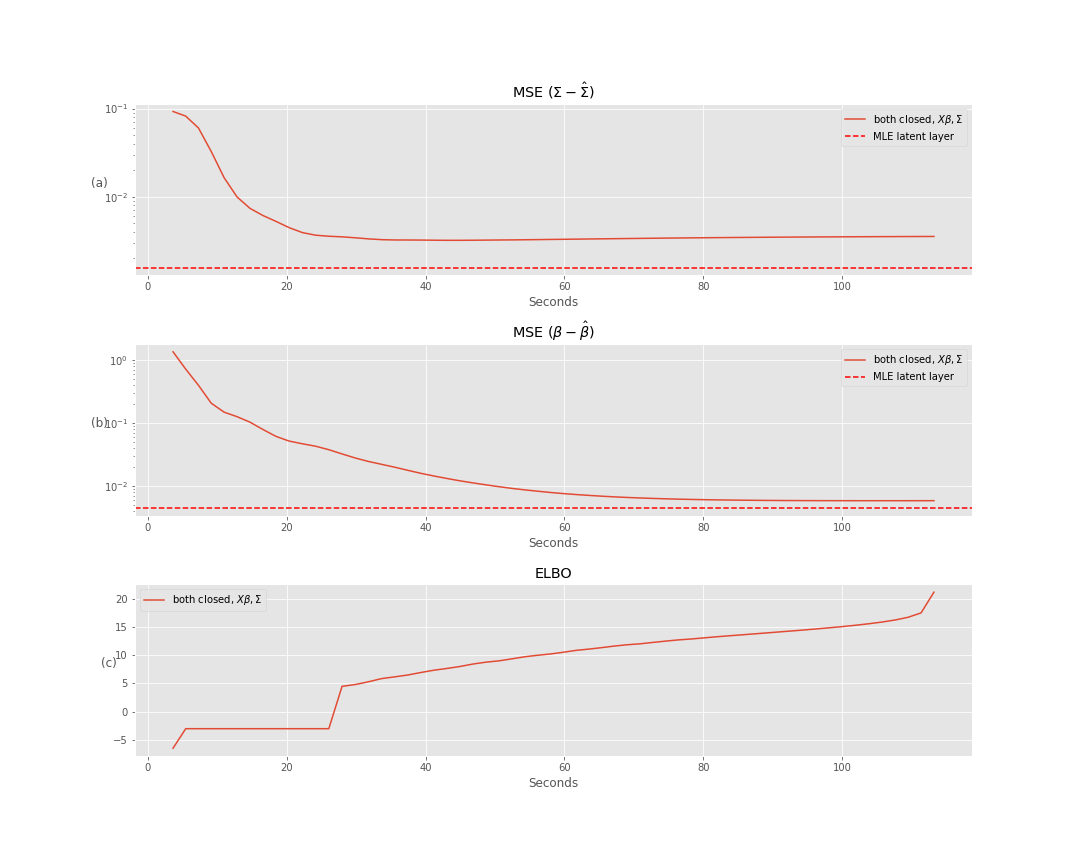 MSE (Σ − Σ̂)
10⁻¹
both closed, Xβ, Σ
MLE latent layer
(a)
10⁻²
0 20 40 60 80 100
Seconds
MSE (β − β̂)
10⁰
both closed, Xβ, Σ
MLE latent layer
(b)
10⁻¹
10⁻²
0 20 40 60 80 100
Seconds
ELBO
both closed, Xβ, Σ
20
15
(c)
10
5
0
−5
0 20 40 60 80 100
Seconds